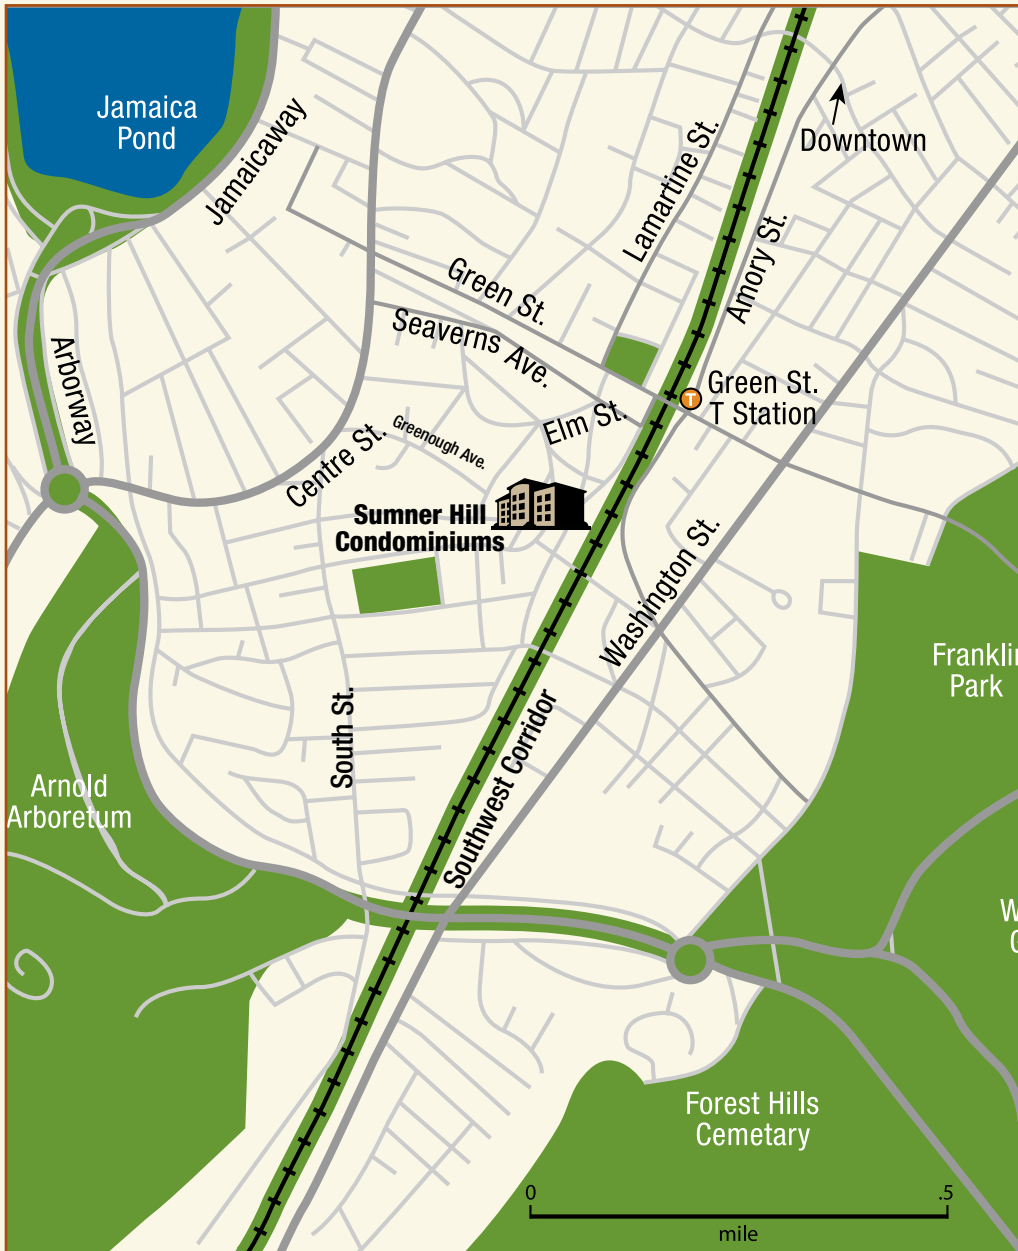 Jamaica
Pond
Jamaicaway
Downtown
Lamartine St.
Amory St.
Green St.
Seaverns Ave.
Arborway
Green St.
T Station
T
Elm St.
Centre St.
Greenough Ave.
Sumner Hill
Condominiums
Washington St.
Franklin
Park
South St.
Southwest Corridor
Arnold
Arboretum
Forest Hills
Cemetary
0
.5
mile